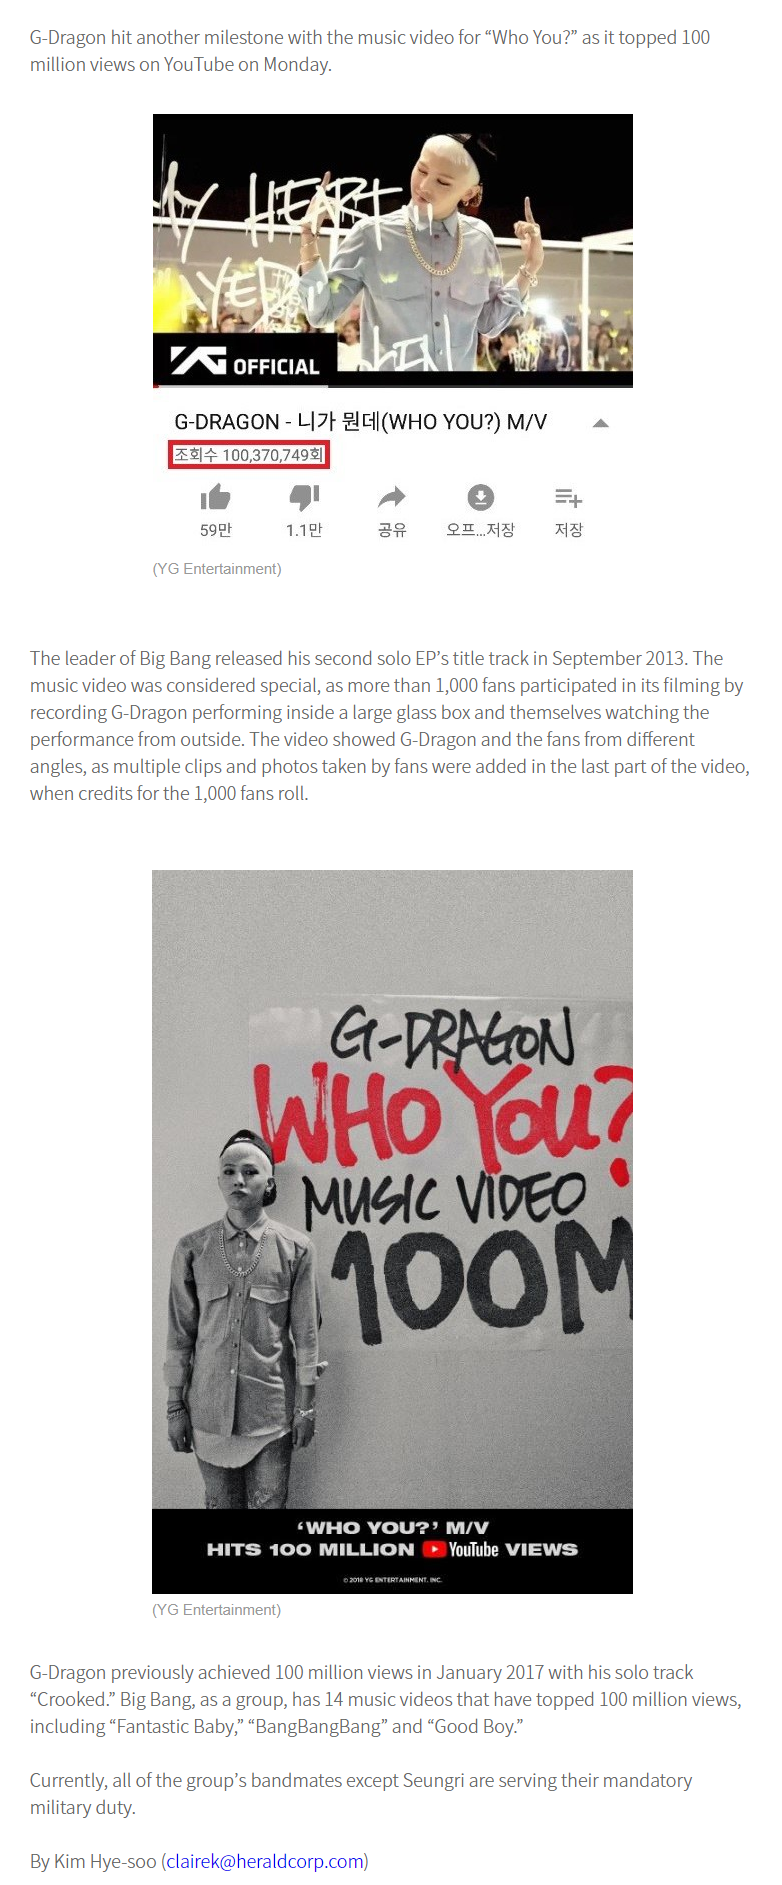 G-Dragon hit another milestone with the music video for “Who You?” as it topped 100
million views on YouTube on Monday.
MY HEART
OFFICIAL
G-DRAGON - 니가 뭔데(WHO YOU?) M/V
조회수 100,370,749회
59만 1.1만 공유 오프...저장 저장
(YG Entertainment)
The leader of Big Bang released his second solo EP’s title track in September 2013. The
music video was considered special, as more than 1,000 fans participated in its filming by
recording G-Dragon performing inside a large glass box and themselves watching the
performance from outside. The video showed G-Dragon and the fans from different
angles, as multiple clips and photos taken by fans were added in the last part of the video,
when credits for the 1,000 fans roll.
G-DRAGON
WHO YOU?
MUSIC VIDEO
100M
‘WHO YOU?’ M/V
HITS 100 MILLION YouTube VIEWS
© 2018 YG ENTERTAINMENT. INC.
(YG Entertainment)
G-Dragon previously achieved 100 million views in January 2017 with his solo track
“Crooked.” Big Bang, as a group, has 14 music videos that have topped 100 million views,
including “Fantastic Baby,” “BangBangBang” and “Good Boy.”
Currently, all of the group’s bandmates except Seungri are serving their mandatory
military duty.
By Kim Hye-soo (clairek@heraldcorp.com)